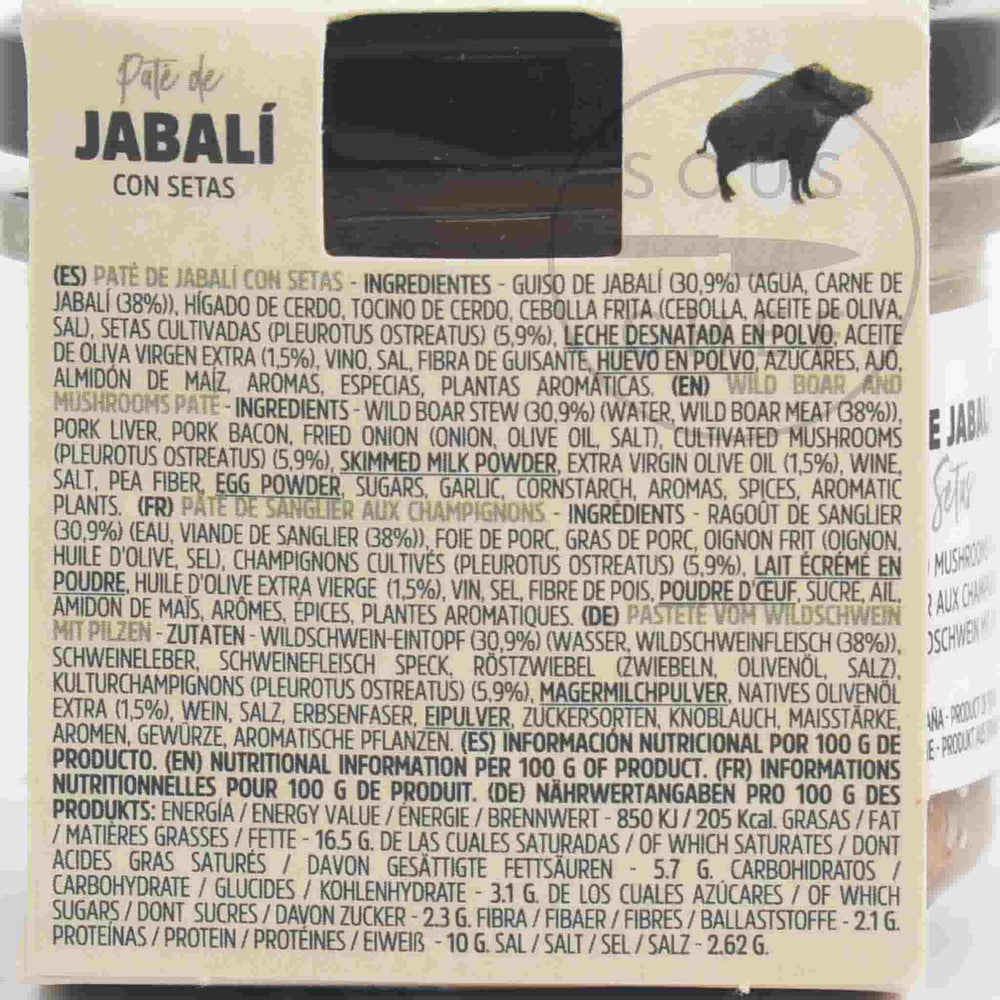 Paté de
JABALÍ
CON SETAS
SOUS
(ES) PATÉ DE JABALÍ CON SETAS - INGREDIENTES - GUISO DE JABALÍ (30,9%) (AGUA, CARNE DE
JABALÍ (38%)), HÍGADO DE CERDO, TOCINO DE CERDO, CEBOLLA FRITA (CEBOLLA, ACEITE DE OLIVA,
SAL), SETAS CULTIVADAS (PLEUROTUS OSTREATUS) (5,9%), LECHE DESNATADA EN POLVO, ACEITE
DE OLIVA VIRGEN EXTRA (1,5%), VINO, SAL, FIBRA DE GUISANTE, HUEVO EN POLVO, AZÚCARES, AJO,
ALMIDÓN DE MAÍZ, AROMAS, ESPECIAS, PLANTAS AROMÁTICAS. (EN) WILD BOAR AND
MUSHROOMS PATE - INGREDIENTS - WILD BOAR STEW (30,9%) (WATER, WILD BOAR MEAT (38%)),
PORK LIVER, PORK BACON, FRIED ONION (ONION, OLIVE OIL, SALT), CULTIVATED MUSHROOMS
(PLEUROTUS OSTREATUS) (5,9%), SKIMMED MILK POWDER, EXTRA VIRGIN OLIVE OIL (1,5%), WINE,
SALT, PEA FIBER, EGG POWDER, SUGARS, GARLIC, CORNSTARCH, AROMAS, SPICES, AROMATIC
PLANTS. (FR) PÂTÉ DE SANGLIER AUX CHAMPIGNONS - INGRÉDIENTS - RAGOÛT DE SANGLIER
(30,9%) (EAU, VIANDE DE SANGLIER (38%)), FOIE DE PORC, GRAS DE PORC, OIGNON FRIT (OIGNON,
HUILE D'OLIVE, SEL), CHAMPIGNONS CULTIVÉS (PLEUROTUS OSTREATUS) (5,9%), LAIT ÉCRÉMÉ EN
POUDRE, HUILE D'OLIVE EXTRA VIERGE (1,5%), VIN, SEL, FIBRE DE POIS, POUDRE D'ŒUF, SUCRE, AIL,
AMIDON DE MAÏS, ARÔMES, ÉPICES, PLANTES AROMATIQUES. (DE) PASTETE VOM WILDSCHWEIN
MIT PILZEN - ZUTATEN - WILDSCHWEIN-EINTOPF (30,9%) (WASSER, WILDSCHWEINFLEISCH (38%)),
SCHWEINELEBER, SCHWEINEFLEISCH SPECK, RÖSTZWIEBEL (ZWIEBELN, OLIVENÖL, SALZ),
KULTURCHAMPIGNONS (PLEUROTUS OSTREATUS) (5,9%), MAGERMILCHPULVER, NATIVES OLIVENÖL
EXTRA (1,5%), WEIN, SALZ, ERBSENFASER, EIPULVER, ZUCKERSORTEN, KNOBLAUCH, MAISSTÄRKE,
AROMEN, GEWÜRZE, AROMATISCHE PFLANZEN. (ES) INFORMACIÓN NUTRICIONAL POR 100 G DE
PRODUCTO. (EN) NUTRITIONAL INFORMATION PER 100 G OF PRODUCT. (FR) INFORMATIONS
NUTRITIONNELLES POUR 100 G DE PRODUIT. (DE) NÄHRWERTANGABEN PRO 100 G DES
PRODUKTS: ENERGÍA / ENERGY VALUE / ÉNERGIE / BRENNWERT - 850 KJ / 205 Kcal. GRASAS / FAT
/ MATIÈRES GRASSES / FETTE - 16.5 G. DE LAS CUALES SATURADAS / OF WHICH SATURATES / DONT
ACIDES GRAS SATURÉS / DAVON GESÄTTIGTE FETTSÄUREN - 5.7 G. CARBOHIDRATOS /
CARBOHYDRATE / GLUCIDES / KOHLENHYDRATE - 3.1 G. DE LOS CUALES AZÚCARES / OF WHICH
SUGARS / DONT SUCRES / DAVON ZUCKER - 2.3 G. FIBRA / FIBAER / FIBRES / BALLASTSTOFFE - 2.1 G.
PROTEÍNAS / PROTEIN / PROTÉINES / EIWEIß - 10 G. SAL / SALT / SEL / SALZ - 2.62 G.
E JABAL
Setas
MUSHROO
AUX CHAMP